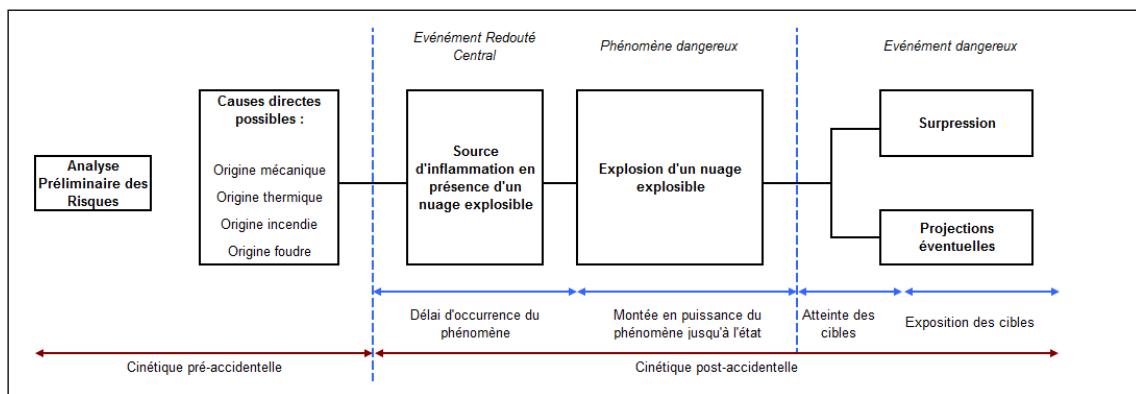 Evénément Redouté
Central
Phénomène dangereux
Evénément dangereux
Causes directes
possibles :
Origine mécanique
Origine thermique
Origine incendie
Origine foudre
Analyse
Préliminaire des
Risques
Source
d'inflammation en
présence d'un
nuage explosible
Explosion d'un nuage
explosible
Surpression
Projections
éventuelles
Délai d'occurrence du
phénomène
Montée en puissance du
phénomène jusqu'à l'état
Atteinte des
cibles
Exposition des cibles
Cinétique pré-accidentelle
Cinétique post-accidentelle